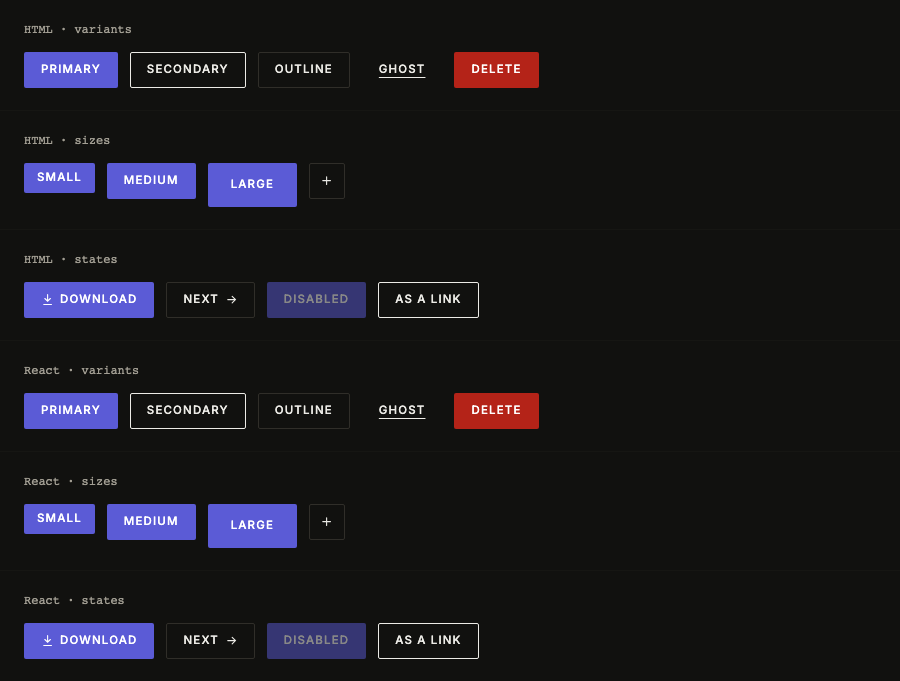 HTML · variants
PRIMARY SECONDARY OUTLINE GHOST DELETE
HTML · sizes
SMALL MEDIUM LARGE +
HTML · states
DOWNLOAD NEXT → DISABLED AS A LINK
React · variants
PRIMARY SECONDARY OUTLINE GHOST DELETE
React · sizes
SMALL MEDIUM LARGE +
React · states
DOWNLOAD NEXT → DISABLED AS A LINK